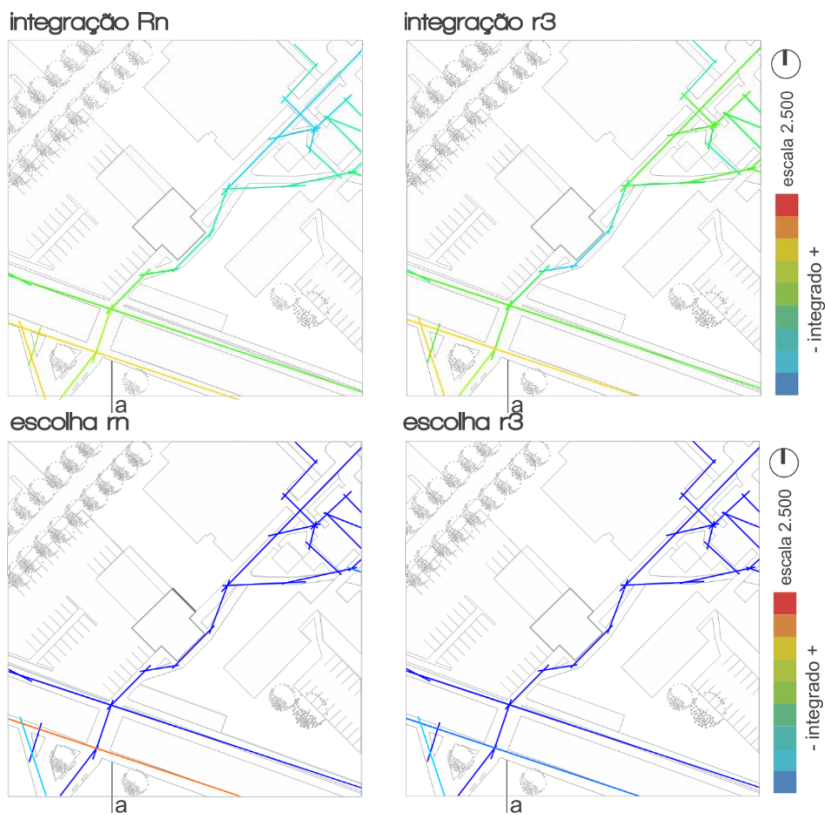 integração Rn
integração r3
escala 2.500
- integrado +
a
a
escolha rn
escolha r3
escala 2.500
- integrado +
a
a